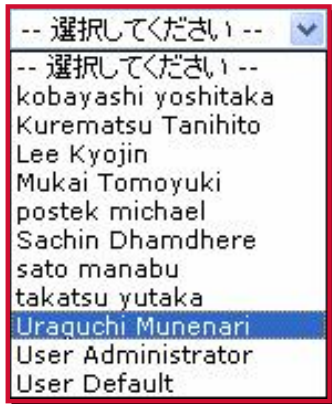 -- 選択してください --
-- 選択してください --
kobayashi yoshitaka
Kurematsu Tanihito
Lee Kyojin
Mukai Tomoyuki
postek michael
Sachin Dhamdhere
sato manabu
takatsu yutaka
Uraguchi Munenari
User Administrator
User Default